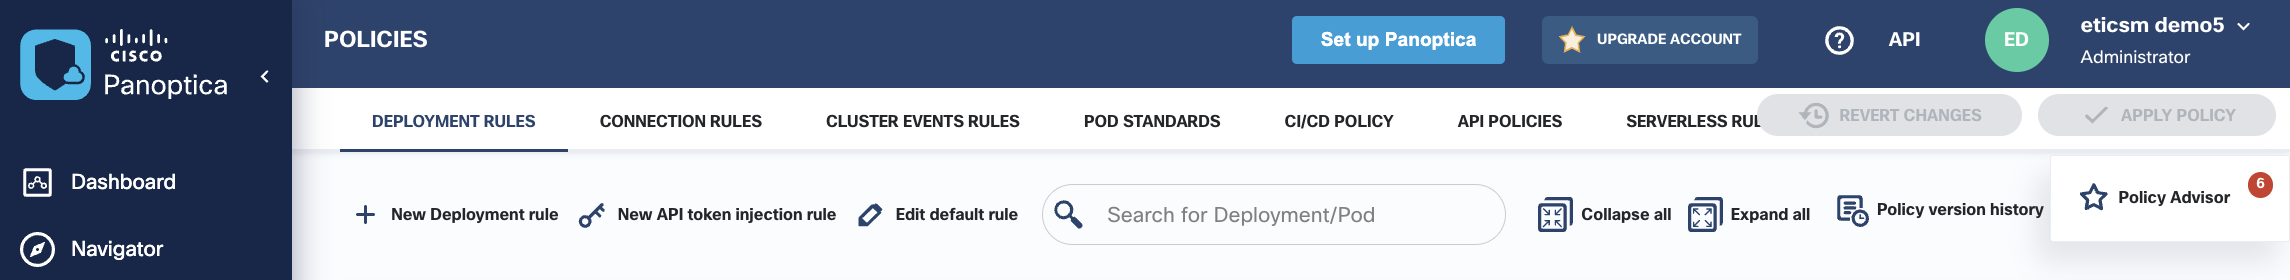 CISCO
Panoptica
Dashboard
Navigator
POLICIES
Set up Panoptica
UPGRADE ACCOUNT
API
ED
eticsm demo5
Administrator
DEPLOYMENT RULES
CONNECTION RULES
CLUSTER EVENTS RULES
POD STANDARDS
CI/CD POLICY
API POLICIES
SERVERLESS RUL
REVERT CHANGES
APPLY POLICY
New Deployment rule
New API token injection rule
Edit default rule
Search for Deployment/Pod
Collapse all
Expand all
Policy version history
Policy Advisor
6